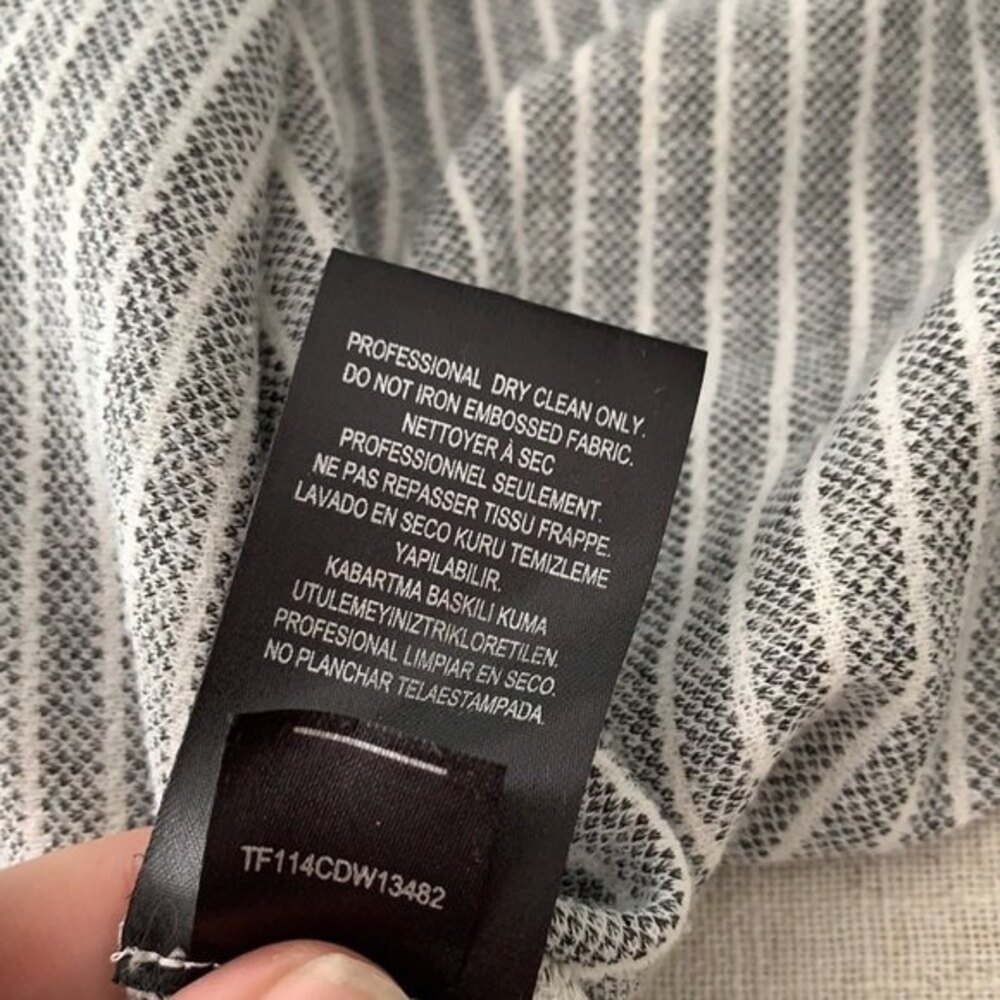 PROFESSIONAL DRY CLEAN ONLY.
DO NOT IRON EMBOSSED FABRIC.
NETTOYER À SEC
PROFESSIONNEL SEULEMENT.
NE PAS REPASSER TISSU FRAPPE.
LAVADO EN SECO KURU TEMIZLEME
YAPILABILIR.
KABARTMA BASKILI KUMA
UTULEMEYINIZTRIKLORETILEN.
PROFESIONAL LIMPIAR EN SECO.
NO PLANCHAR TELAESTAMPADA.
TF114CDW13482